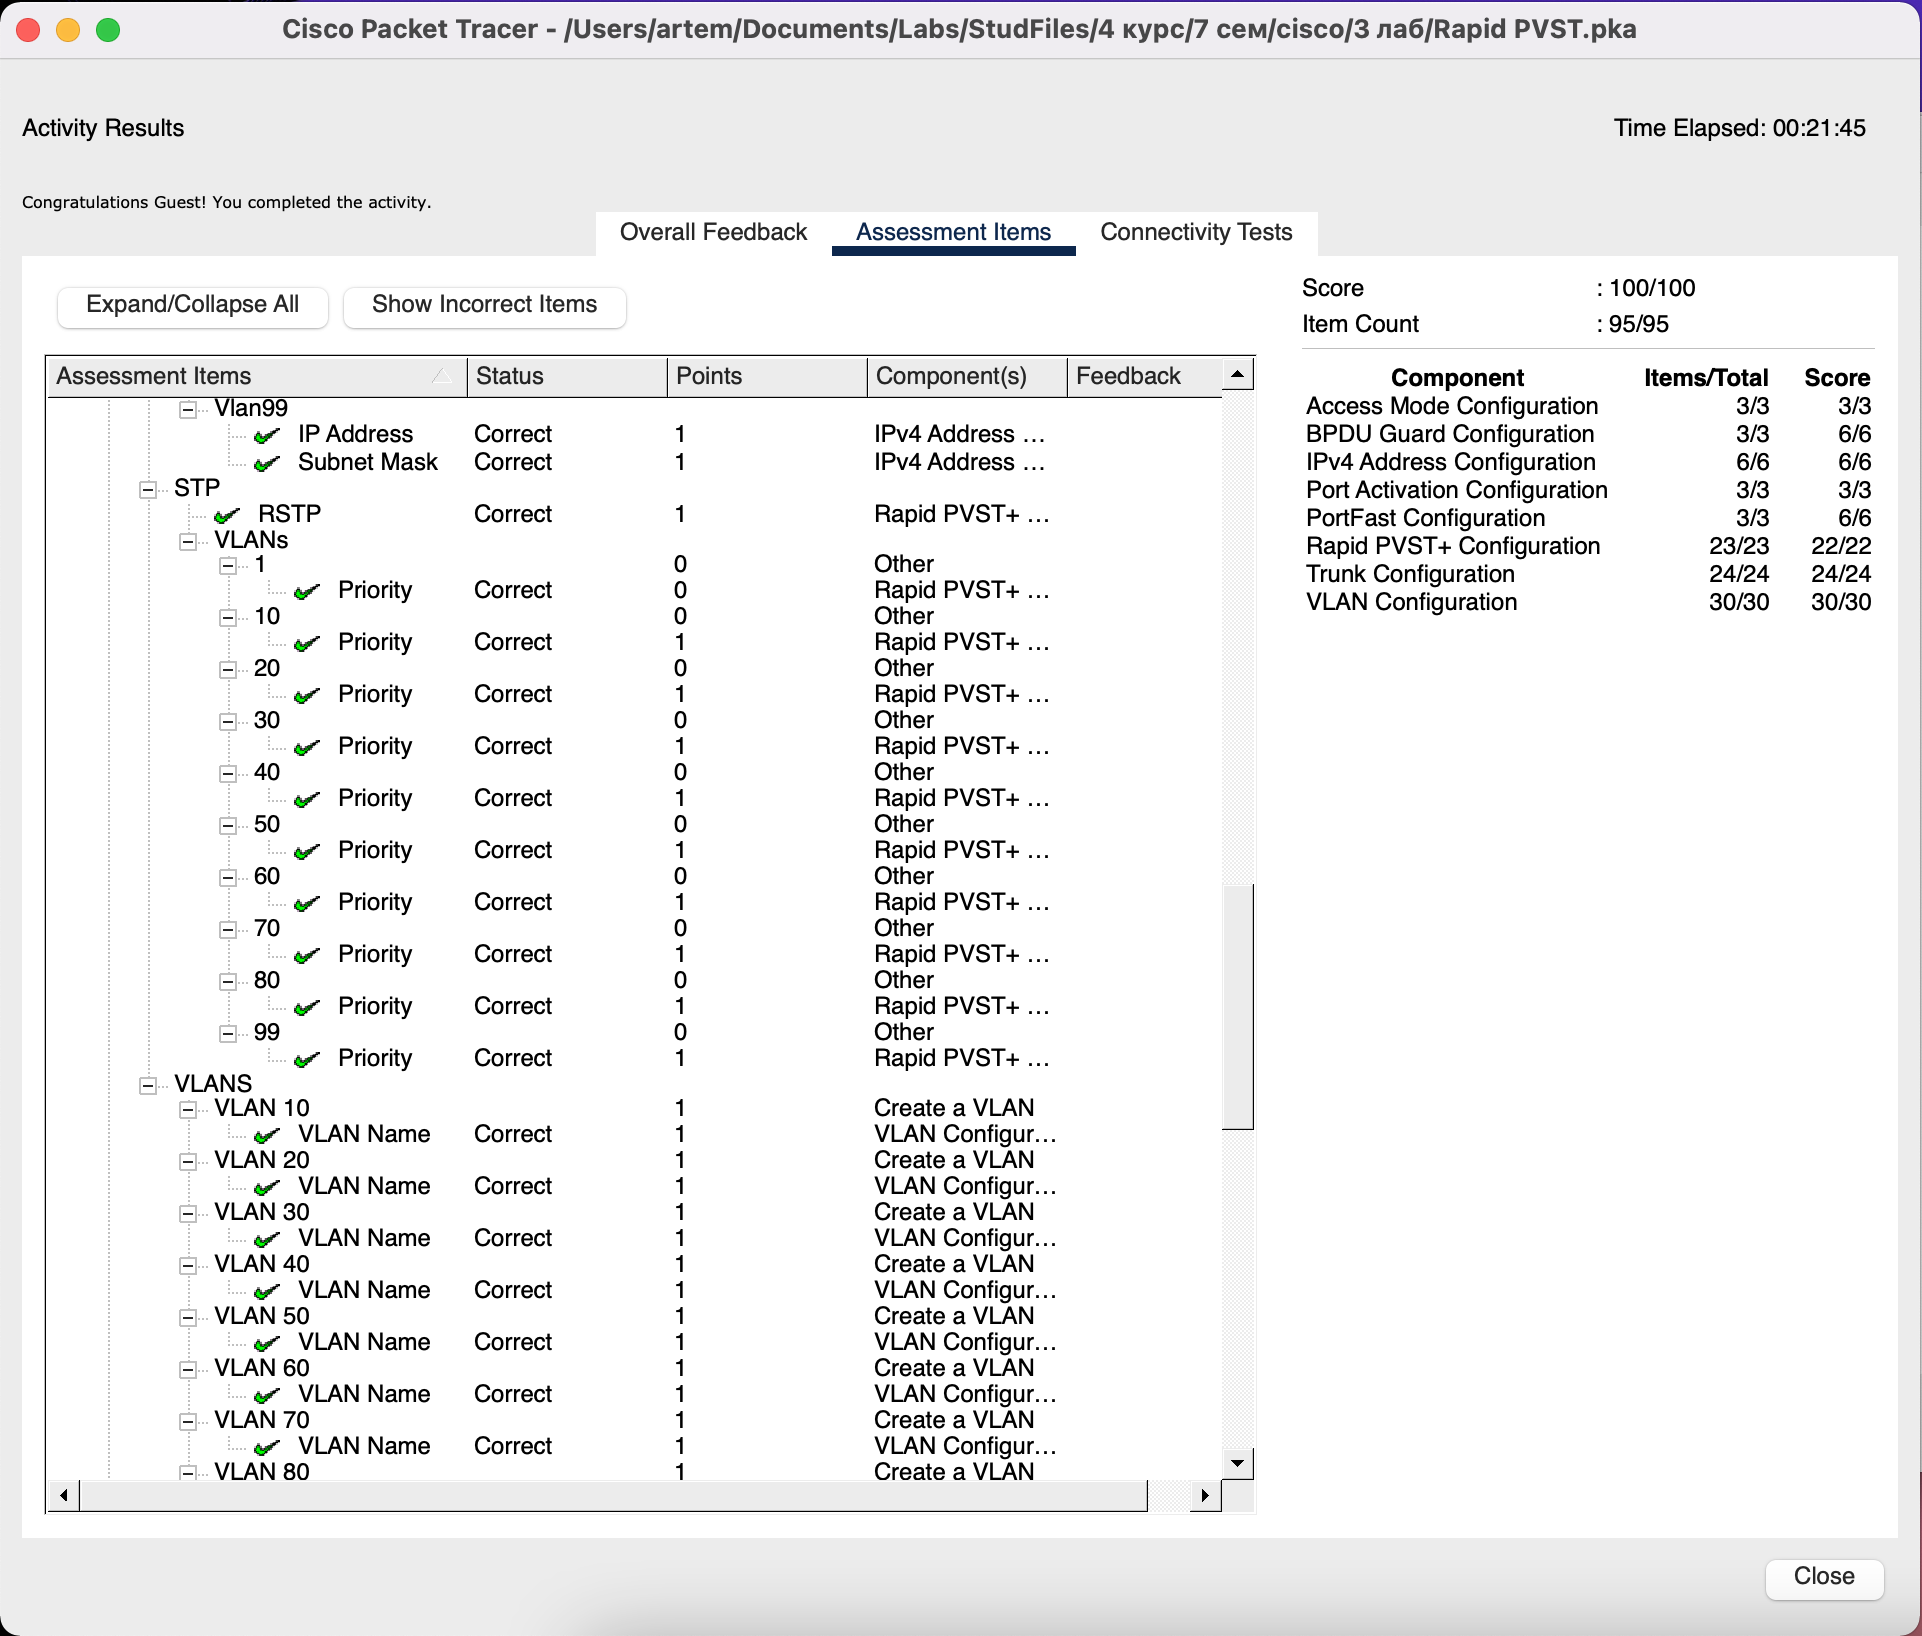 Cisco Packet Tracer - /Users/artem/Documents/Labs/StudFiles/4 курс/7 сем/cisco/3 лаб/Rapid PVST.pka
Activity Results
Time Elapsed: 00:21:45
Congratulations Guest! You completed the activity.
Overall Feedback Assessment Items Connectivity Tests
Expand/Collapse All Show Incorrect Items
Assessment Items Status Points Component(s) Feedback
Vlan99
IP Address Correct 1 IPv4 Address ...
Subnet Mask Correct 1 IPv4 Address ...
STP
RSTP Correct 1 Rapid PVST+ ...
VLANs
1 0 Other
Priority Correct 0 Rapid PVST+ ...
10 0 Other
Priority Correct 1 Rapid PVST+ ...
20 0 Other
Priority Correct 1 Rapid PVST+ ...
30 0 Other
Priority Correct 1 Rapid PVST+ ...
40 0 Other
Priority Correct 1 Rapid PVST+ ...
50 0 Other
Priority Correct 1 Rapid PVST+ ...
60 0 Other
Priority Correct 1 Rapid PVST+ ...
70 0 Other
Priority Correct 1 Rapid PVST+ ...
80 0 Other
Priority Correct 1 Rapid PVST+ ...
99 0 Other
Priority Correct 1 Rapid PVST+ ...
VLANS
VLAN 10 1 Create a VLAN
VLAN Name Correct 1 VLAN Configur...
VLAN 20 1 Create a VLAN
VLAN Name Correct 1 VLAN Configur...
VLAN 30 1 Create a VLAN
VLAN Name Correct 1 VLAN Configur...
VLAN 40 1 Create a VLAN
VLAN Name Correct 1 VLAN Configur...
VLAN 50 1 Create a VLAN
VLAN Name Correct 1 VLAN Configur...
VLAN 60 1 Create a VLAN
VLAN Name Correct 1 VLAN Configur...
VLAN 70 1 Create a VLAN
VLAN Name Correct 1 VLAN Configur...
VLAN 80 1 Create a VLAN
Score : 100/100
Item Count : 95/95
Component Items/Total Score
Access Mode Configuration 3/3 3/3
BPDU Guard Configuration 3/3 6/6
IPv4 Address Configuration 6/6 6/6
Port Activation Configuration 3/3 3/3
PortFast Configuration 3/3 6/6
Rapid PVST+ Configuration 23/23 22/22
Trunk Configuration 24/24 24/24
VLAN Configuration 30/30 30/30
Close